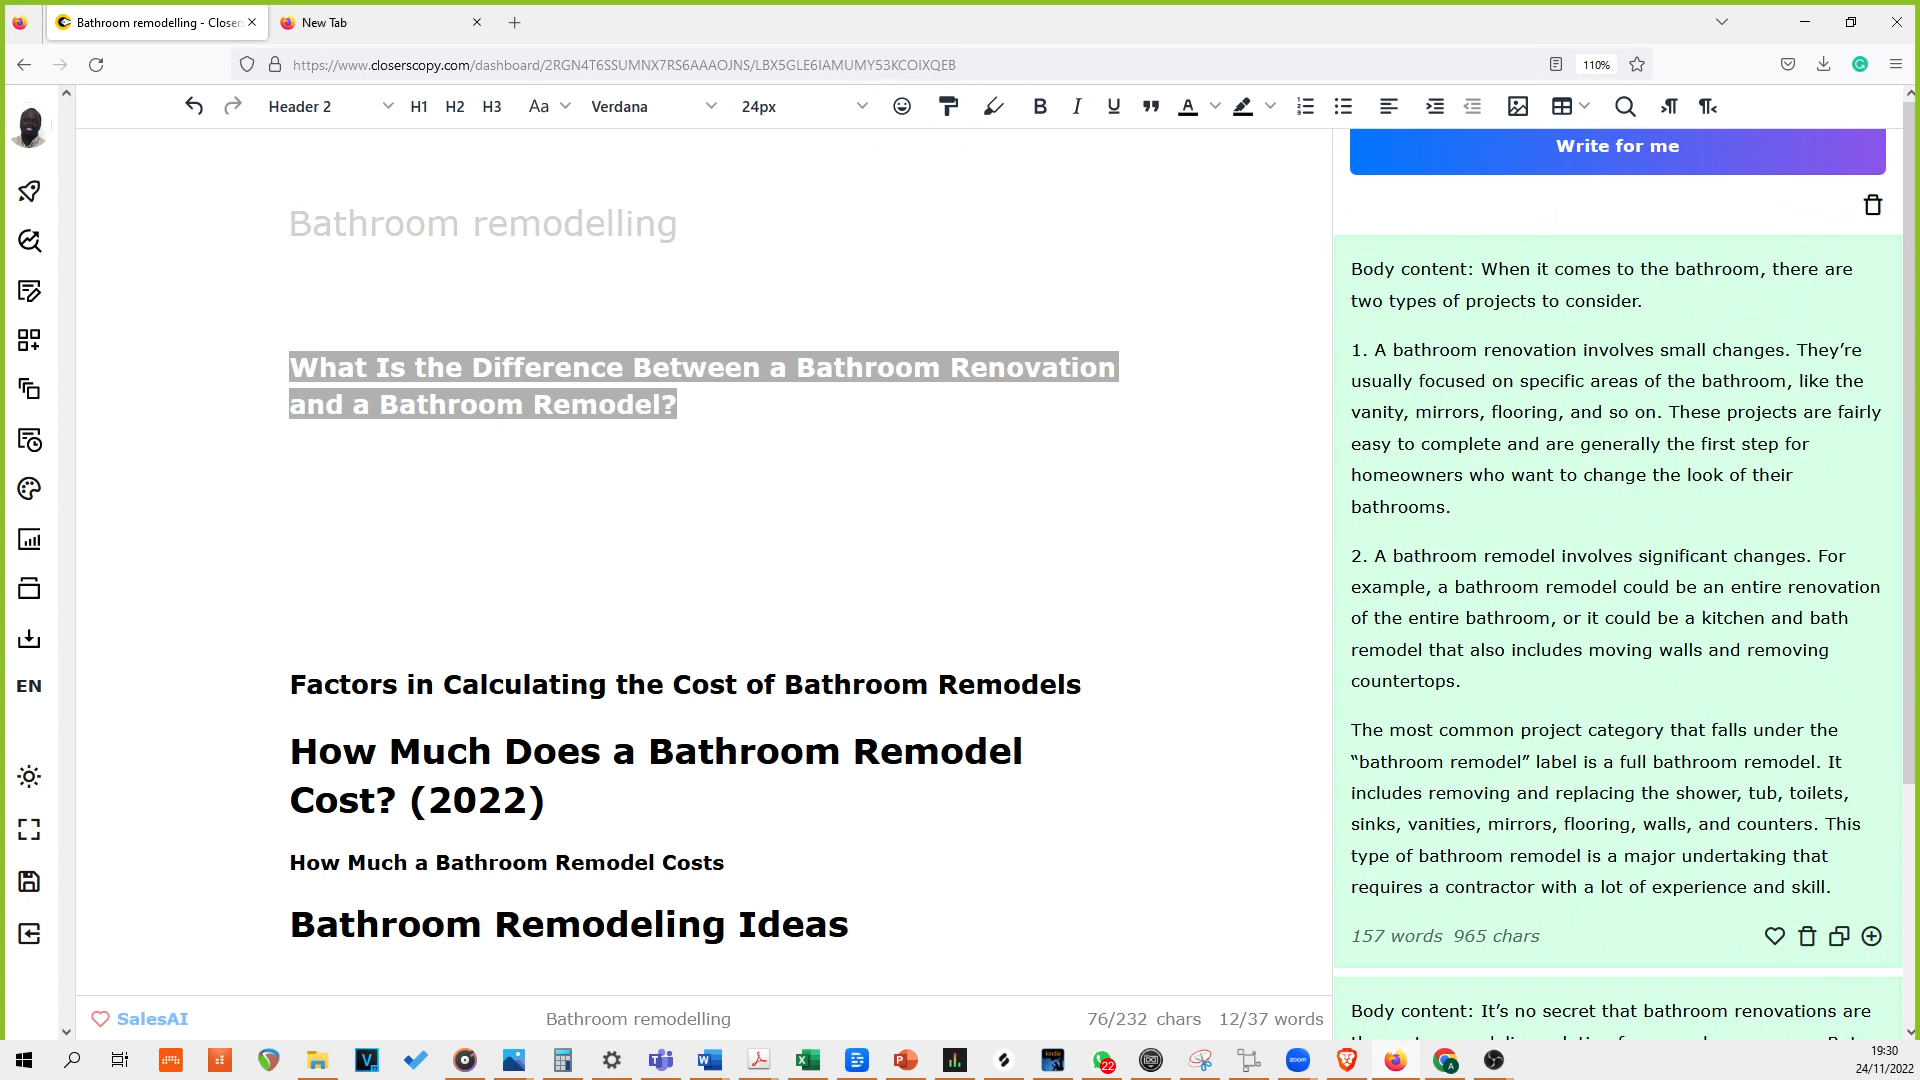 Bathroom remodelling - Closers
New Tab
https://www.closerscopy.com/dashboard/2RGN4T6SSUMNX7RS6AAAOJNS/LBX5GLE6IAMUMY53KCOIXQEB
110%
Header 2
H1 H2 H3
Aa
Verdana
24px
Write for me
Bathroom remodelling
What Is the Difference Between a Bathroom Renovation
and a Bathroom Remodel?
Factors in Calculating the Cost of Bathroom Remodels
How Much Does a Bathroom Remodel
Cost? (2022)
How Much a Bathroom Remodel Costs
Bathroom Remodeling Ideas
EN
Body content: When it comes to the bathroom, there are
two types of projects to consider.
1. A bathroom renovation involves small changes. They’re
usually focused on specific areas of the bathroom, like the
vanity, mirrors, flooring, and so on. These projects are fairly
easy to complete and are generally the first step for
homeowners who want to change the look of their
bathrooms.
2. A bathroom remodel involves significant changes. For
example, a bathroom remodel could be an entire renovation
of the entire bathroom, or it could be a kitchen and bath
remodel that also includes moving walls and removing
countertops.
The most common project category that falls under the
“bathroom remodel” label is a full bathroom remodel. It
includes removing and replacing the shower, tub, toilets,
sinks, vanities, mirrors, flooring, walls, and counters. This
type of bathroom remodel is a major undertaking that
requires a contractor with a lot of experience and skill.
157 words 965 chars
Body content: It’s no secret that bathroom renovations are
SalesAI
Bathroom remodelling
76/232 chars 12/37 words
22
19:30
24/11/2022